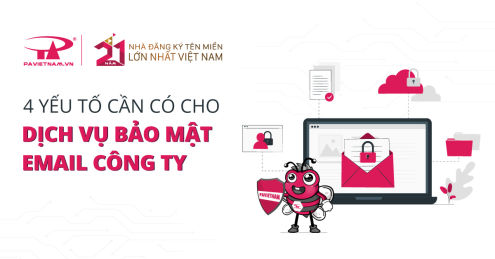 PAVIETNAM.VN
21
NĂM
NHÀ ĐĂNG KÝ TÊN MIỀN
LỚN NHẤT VIỆT NAM
4 YẾU TỐ CẦN CÓ CHO
DỊCH VỤ BẢO MẬT
EMAIL CÔNG TY
PAVIETNAM